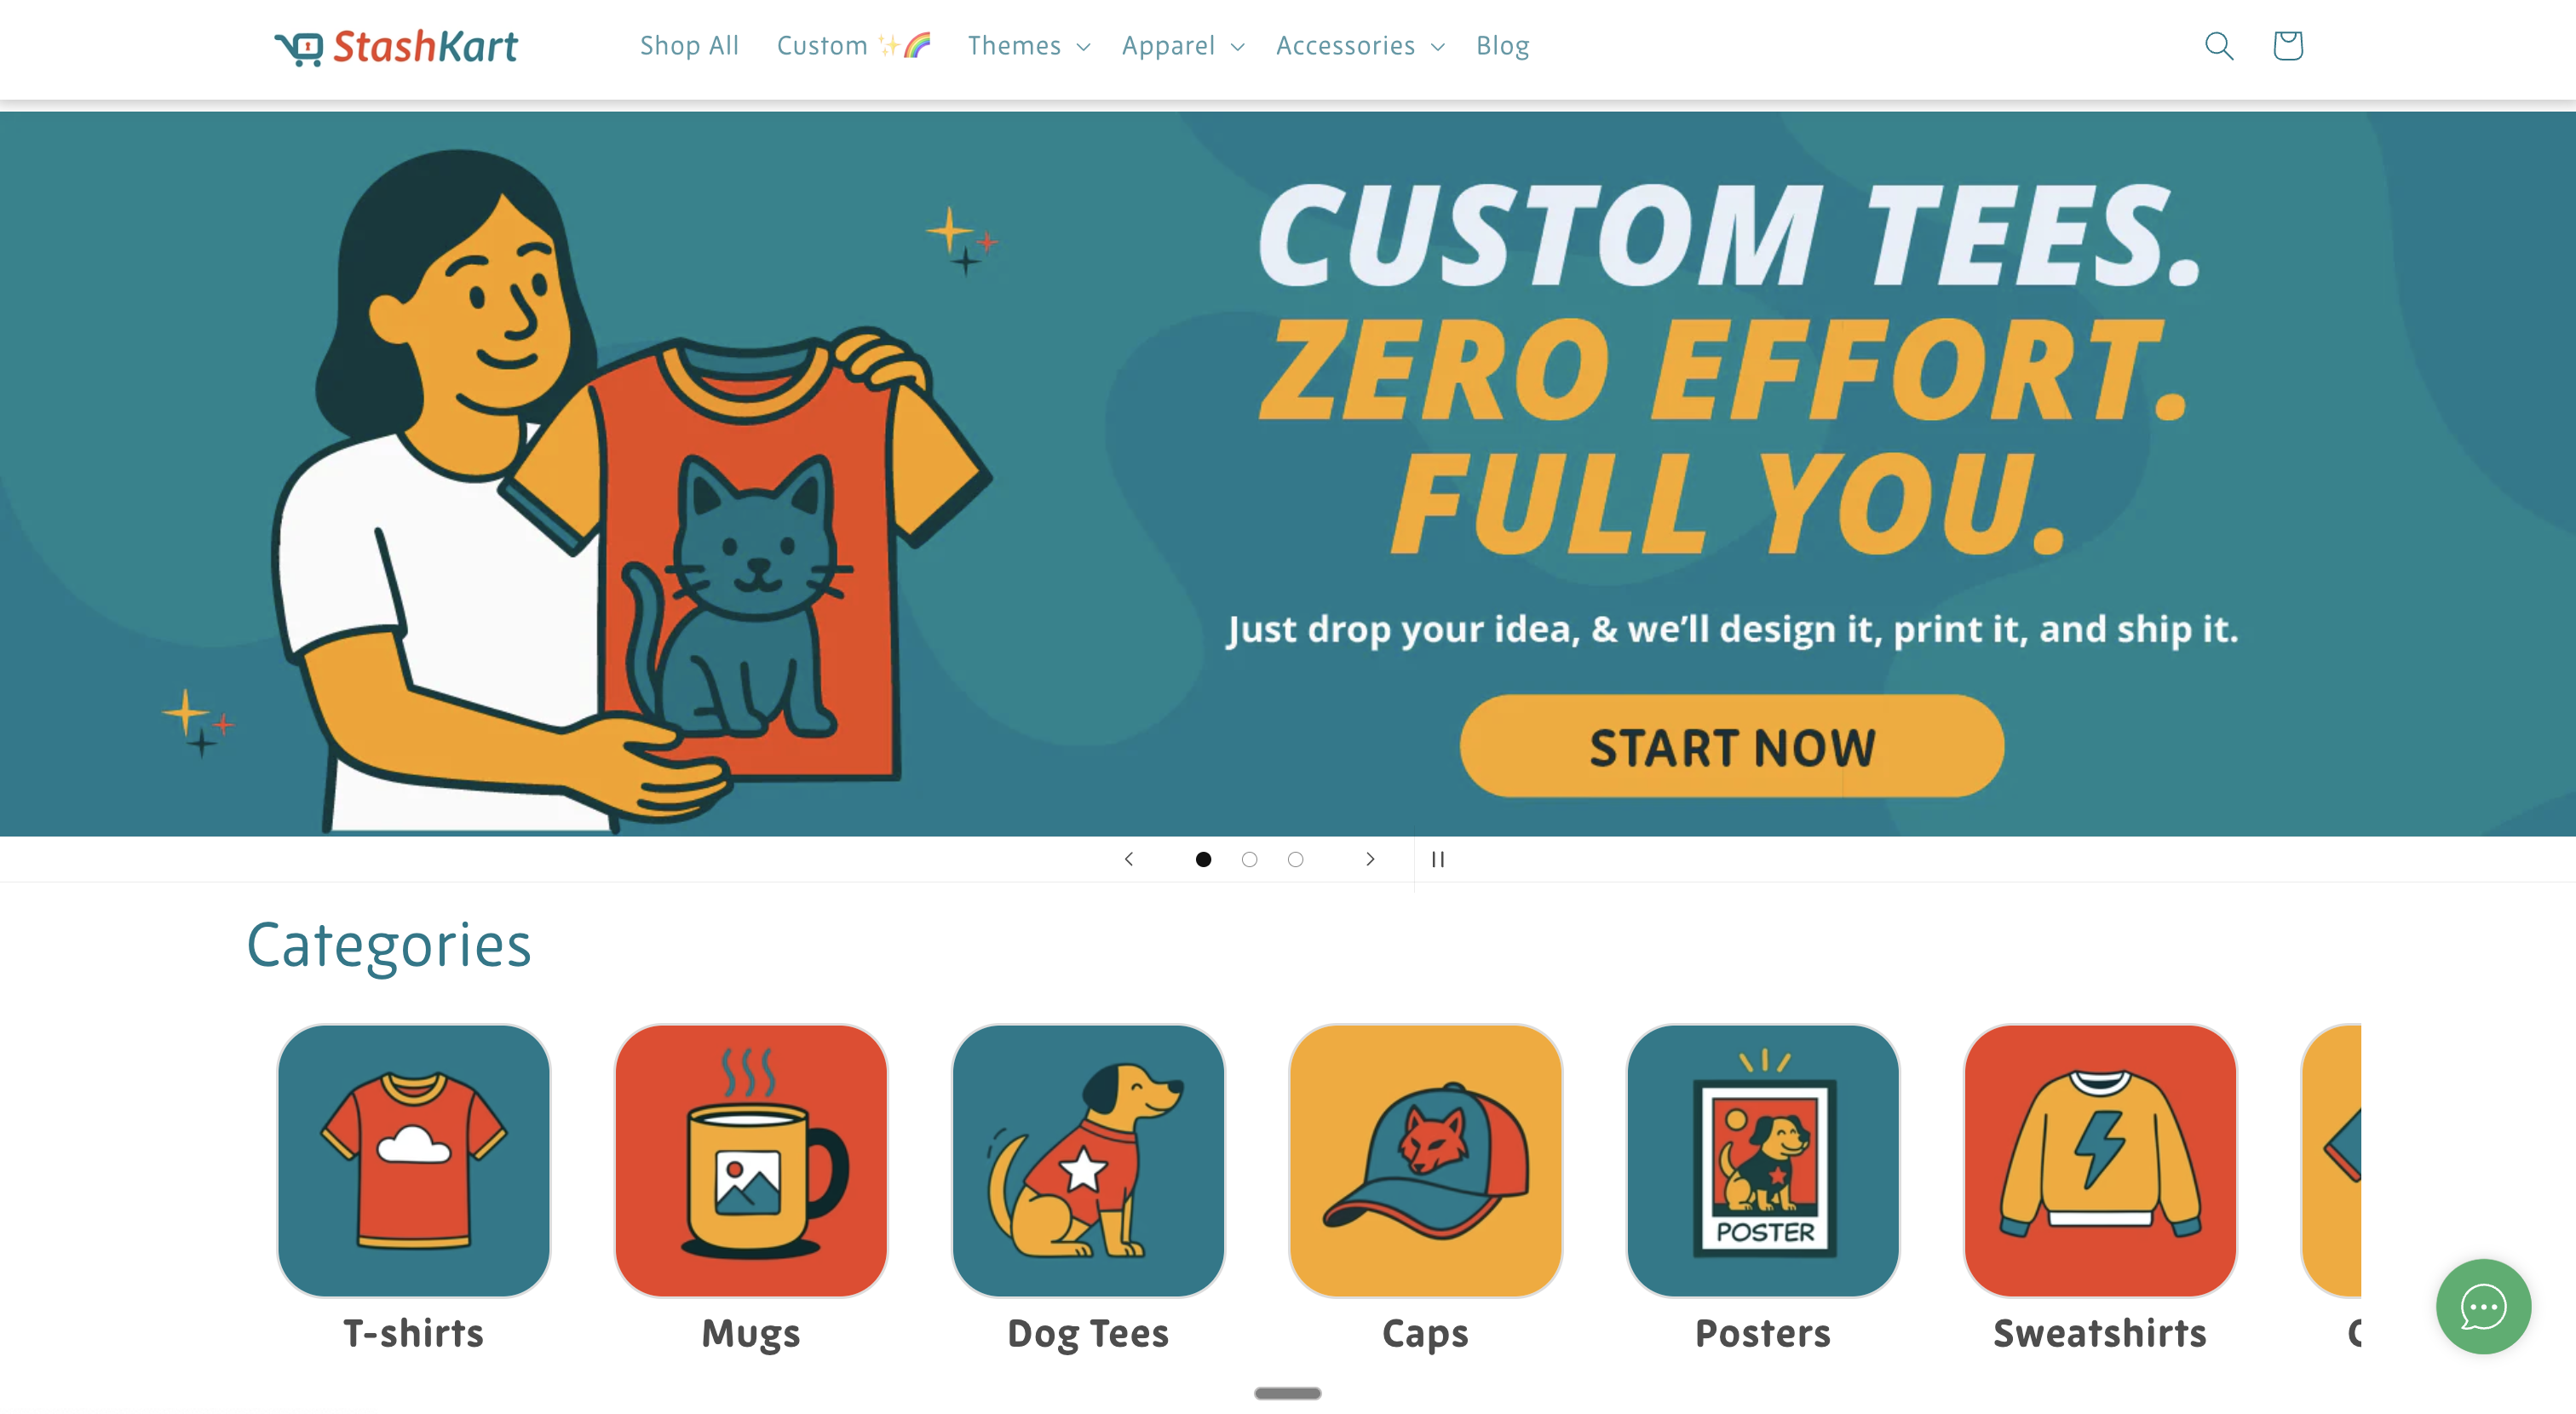 StashKart
Shop All
Custom ✨🌈
Themes
Apparel
Accessories
Blog
CUSTOM TEES.
ZERO EFFORT.
FULL YOU.
Just drop your idea, & we’ll design it, print it, and ship it.
START NOW
Categories
POSTER
T-shirts
Mugs
Dog Tees
Caps
Posters
Sweatshirts